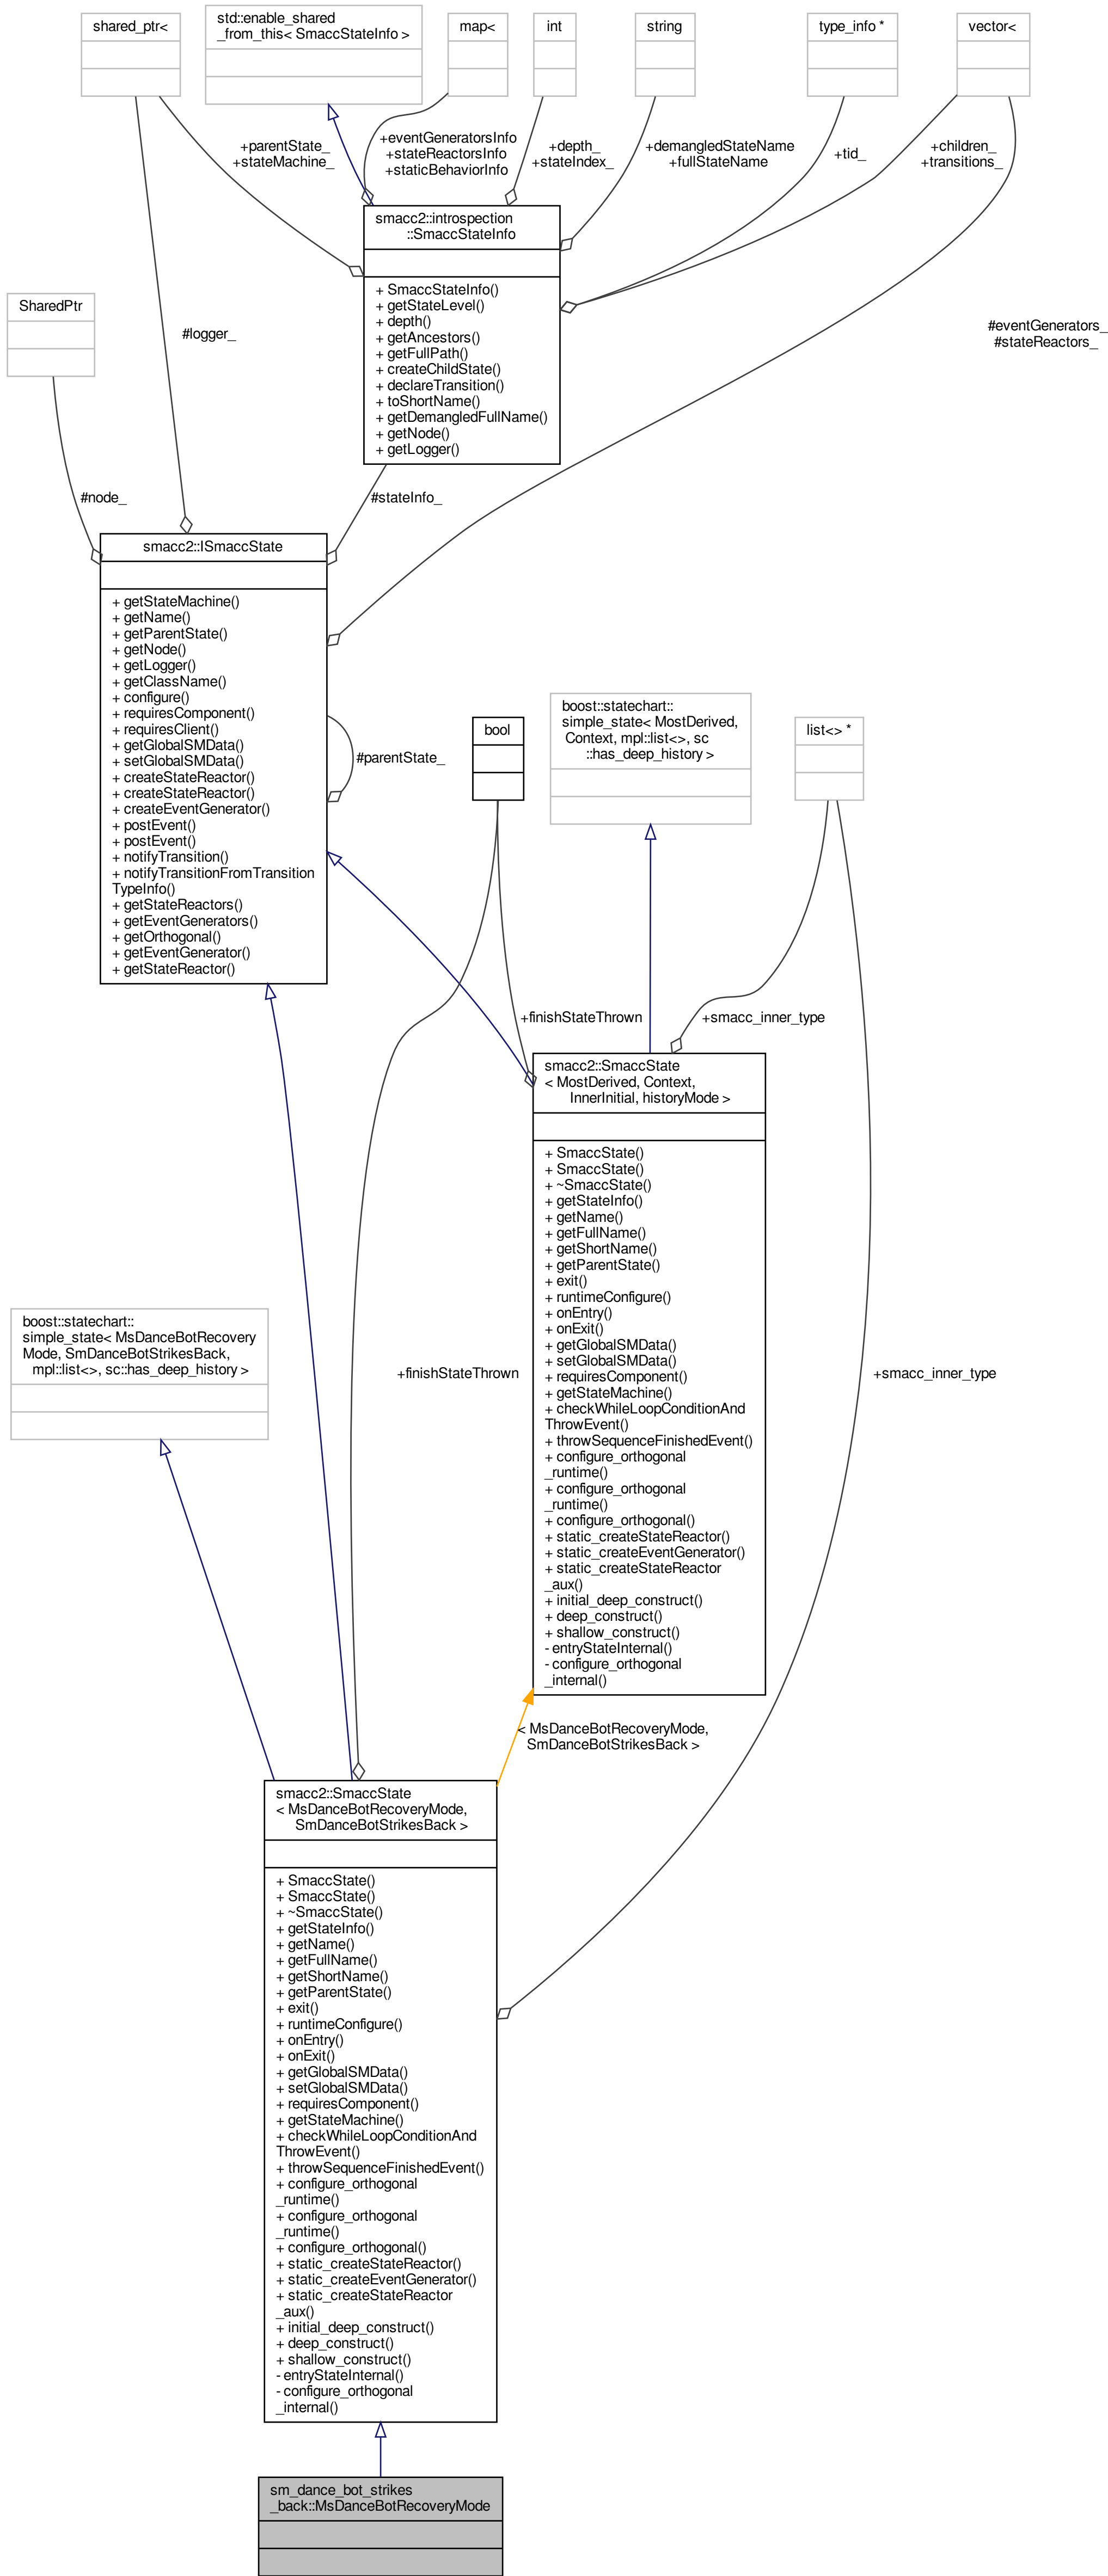 shared_ptr<
std::enable_shared
_from_this< SmaccStateInfo >
map<
int
string
type_info *
vector<
+parentState_
+stateMachine_
+eventGeneratorsInfo
+stateReactorsInfo
+staticBehaviorInfo
+depth_
+stateIndex_
+demangledStateName
+fullStateName
+tid_
+children_
+transitions_
smacc2::introspection
::SmaccStateInfo
+ SmaccStateInfo()
+ getStateLevel()
+ depth()
+ getAncestors()
+ getFullPath()
+ createChildState()
+ declareTransition()
+ toShortName()
+ getDemangledFullName()
+ getNode()
+ getLogger()
SharedPtr
#logger_
#eventGenerators_
#stateReactors_
#node_
#stateInfo_
smacc2::ISmaccState
+ getStateMachine()
+ getName()
+ getParentState()
+ getNode()
+ getLogger()
+ getClassName()
+ configure()
+ requiresComponent()
+ requiresClient()
+ getGlobalSMData()
+ setGlobalSMData()
+ createStateReactor()
+ createStateReactor()
+ createEventGenerator()
+ postEvent()
+ postEvent()
+ notifyTransition()
+ notifyTransitionFromTransition
TypeInfo()
+ getStateReactors()
+ getEventGenerators()
+ getOrthogonal()
+ getEventGenerator()
+ getStateReactor()
#parentState_
bool
boost::statechart::
simple_state< MostDerived,
Context, mpl::list<>, sc
::has_deep_history >
list<> *
+finishStateThrown
+smacc_inner_type
smacc2::SmaccState
< MostDerived, Context,
InnerInitial, historyMode >
+ SmaccState()
+ SmaccState()
+ ~SmaccState()
+ getStateInfo()
+ getName()
+ getFullName()
+ getShortName()
+ getParentState()
+ exit()
+ runtimeConfigure()
+ onEntry()
+ onExit()
+ getGlobalSMData()
+ setGlobalSMData()
+ requiresComponent()
+ getStateMachine()
+ checkWhileLoopConditionAnd
ThrowEvent()
+ throwSequenceFinishedEvent()
+ configure_orthogonal
_runtime()
+ configure_orthogonal
_runtime()
+ configure_orthogonal()
+ static_createStateReactor()
+ static_createEventGenerator()
+ static_createStateReactor
_aux()
+ initial_deep_construct()
+ deep_construct()
+ shallow_construct()
- entryStateInternal()
- configure_orthogonal
_internal()
boost::statechart::
simple_state< MsDanceBotRecovery
Mode, SmDanceBotStrikesBack,
mpl::list<>, sc::has_deep_history >
+finishStateThrown
+smacc_inner_type
< MsDanceBotRecoveryMode,
SmDanceBotStrikesBack >
smacc2::SmaccState
< MsDanceBotRecoveryMode,
SmDanceBotStrikesBack >
+ SmaccState()
+ SmaccState()
+ ~SmaccState()
+ getStateInfo()
+ getName()
+ getFullName()
+ getShortName()
+ getParentState()
+ exit()
+ runtimeConfigure()
+ onEntry()
+ onExit()
+ getGlobalSMData()
+ setGlobalSMData()
+ requiresComponent()
+ getStateMachine()
+ checkWhileLoopConditionAnd
ThrowEvent()
+ throwSequenceFinishedEvent()
+ configure_orthogonal
_runtime()
+ configure_orthogonal
_runtime()
+ configure_orthogonal()
+ static_createStateReactor()
+ static_createEventGenerator()
+ static_createStateReactor
_aux()
+ initial_deep_construct()
+ deep_construct()
+ shallow_construct()
- entryStateInternal()
- configure_orthogonal
_internal()
sm_dance_bot_strikes
_back::MsDanceBotRecoveryMode